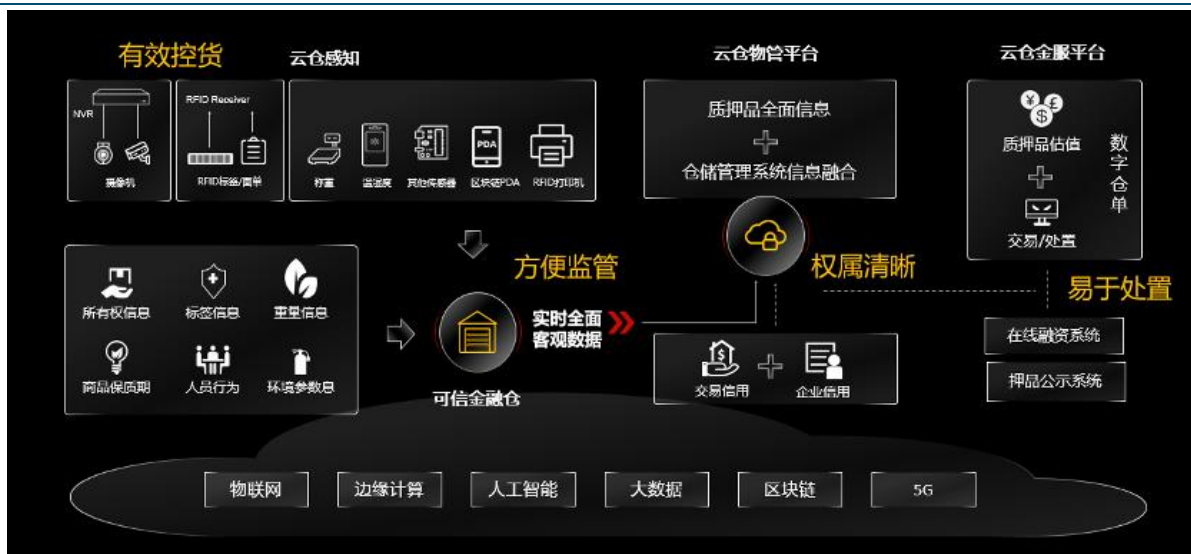 有效控货
云仓感知
云仓物管平台
云仓金服平台
NVR
摄像机
RFID Receiver
RFID标签/面单
称重
温湿度
其他传感器
PDA
区块链PDA
RFID打印机
质押品全面信息
仓储管理系统信息融合
质押品估值
交易/处置
数字仓单
所有权信息
标签信息
重量信息
商品保质期
人员行为
环境参数息
方便监管
可信金融仓
实时全面
客观数据
权属清晰
交易信用
企业信用
易于处置
在线融资系统
押品公示系统
物联网
边缘计算
人工智能
大数据
区块链
5G